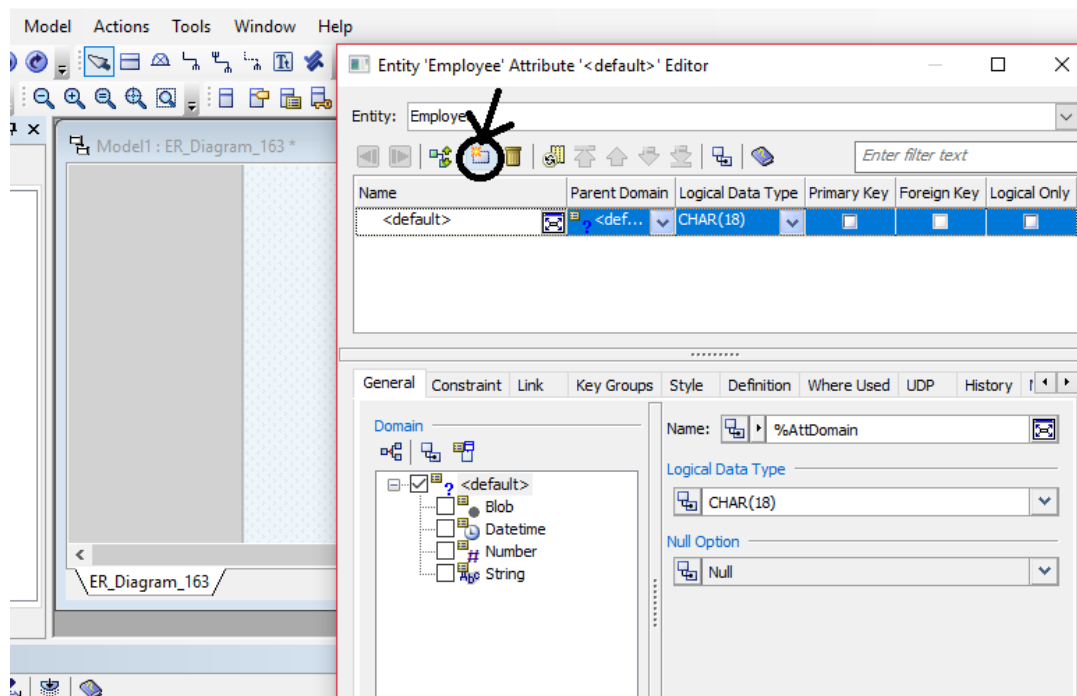 Model Actions Tools Window Help
Entity 'Employee' Attribute '<default>' Editor
Entity: Employe
Model1 : ER_Diagram_163 *
Enter filter text
Name Parent Domain Logical Data Type Primary Key Foreign Key Logical Only
<default> <def... CHAR(18)
General Constraint Link Key Groups Style Definition Where Used UDP History
Domain
Name: %AttDomain
<default>
Logical Data Type
Blob
CHAR(18)
Datetime
Number
Null Option
String
Null
ER_Diagram_163